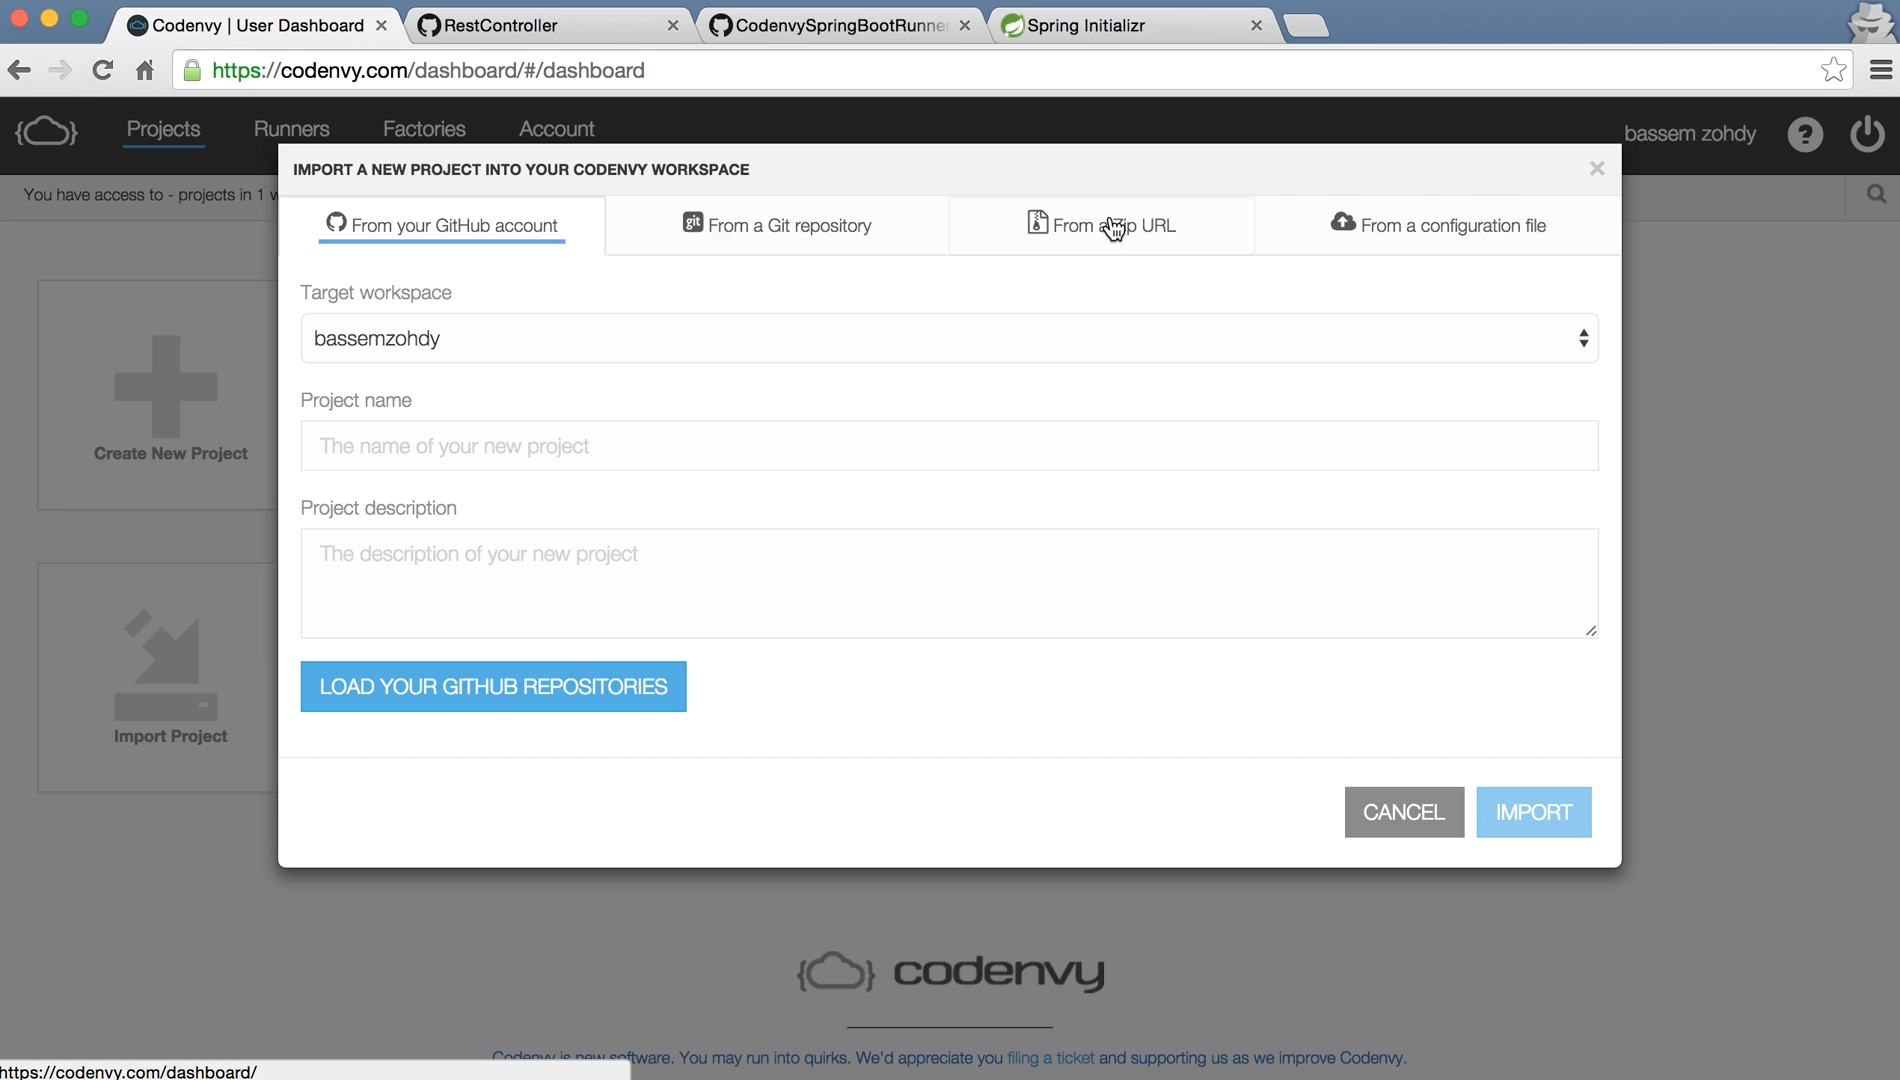 Codenvy | User Dashboard
RestController
CodenvySpringBootRunner
Spring Initializr
https://codenvy.com/dashboard/#/dashboard
Projects Runners Factories Account
bassem zohdy
You have access to - projects in 1
IMPORT A NEW PROJECT INTO YOUR CODENVY WORKSPACE
From your GitHub account
git From a Git repository
From a Zip URL
From a configuration file
Target workspace
bassemzohdy
Project name
The name of your new project
Project description
The description of your new project
LOAD YOUR GITHUB REPOSITORIES
Create New Project
Import Project
CANCEL
IMPORT
codenvy
Codenvy is new software. You may run into quirks. We'd appreciate you filing a ticket and supporting us as we improve Codenvy.
https://codenvy.com/dashboard/